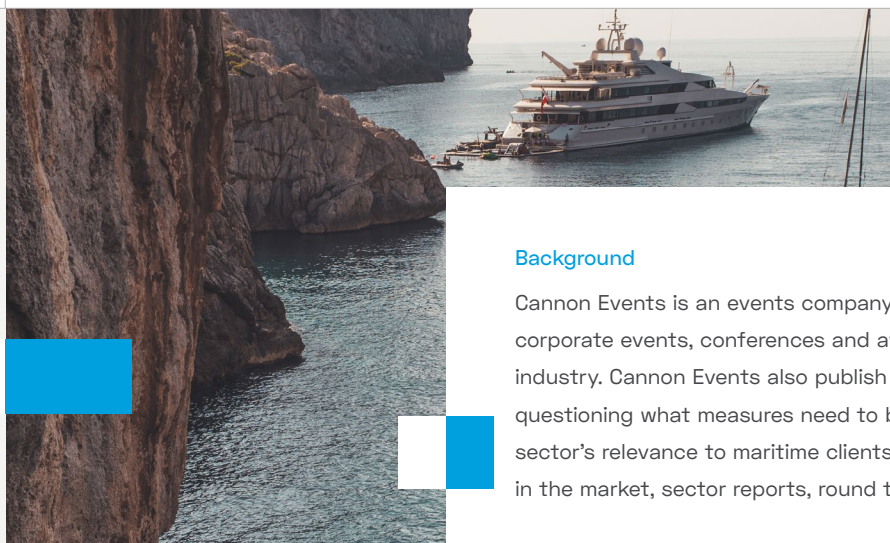 Background
Cannon Events is an events company
corporate events, conferences and
industry. Cannon Events also publish
questioning what measures need to
sector's relevance to maritime clients
in the market, sector reports, round